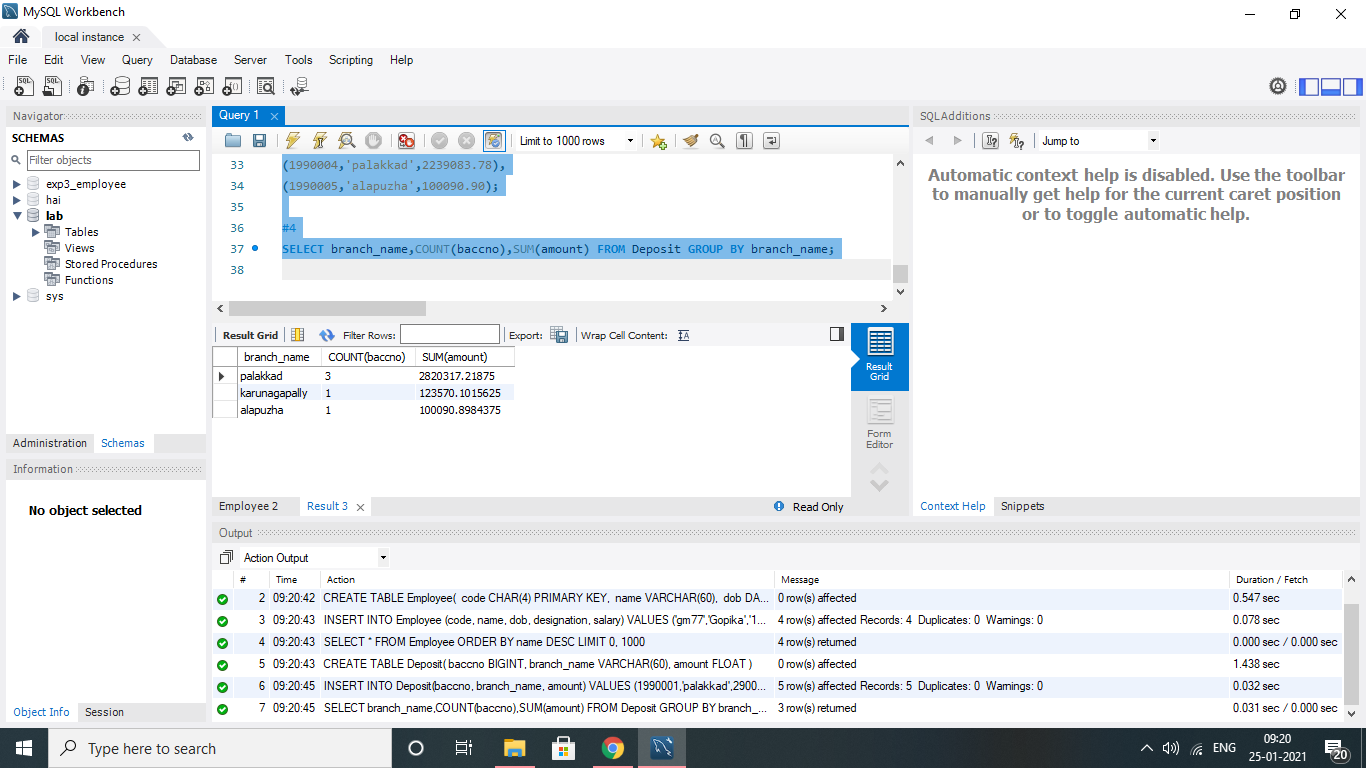 MySQL Workbench
local instance
File Edit View Query Database Server Tools Scripting Help
Navigator
SCHEMAS
Filter objects
exp3_employee
hai
lab
Tables
Views
Stored Procedures
Functions
sys
Administration Schemas
Information
No object selected
Object Info Session
Query 1
Limit to 1000 rows
33 (1990004,'palakkad',2239083.78),
34 (1990005,'alapuzha',100090.90);
35
36 #4
37 SELECT branch_name,COUNT(baccno),SUM(amount) FROM Deposit GROUP BY branch_name;
38
Result Grid Filter Rows: Export: Wrap Cell Content:
branch_name COUNT(baccno) SUM(amount)
palakkad 3 2820317.21875
karunagapally 1 123570.1015625
alapuzha 1 100090.8984375
Result Grid
Form Editor
Employee 2 Result 3 Read Only
SQLAdditions
Jump to
Automatic context help is disabled. Use the toolbar
to manually get help for the current caret position
or to toggle automatic help.
Context Help Snippets
Output
Action Output
# Time Action Message Duration / Fetch
2 09:20:42 CREATE TABLE Employee( code CHAR(4) PRIMARY KEY, name VARCHAR(60), dob DA... 0 row(s) affected 0.547 sec
3 09:20:43 INSERT INTO Employee (code, name, dob, designation, salary) VALUES ('gm77','Gopika','1... 4 row(s) affected Records: 4 Duplicates: 0 Warnings: 0 0.078 sec
4 09:20:43 SELECT * FROM Employee ORDER BY name DESC LIMIT 0, 1000 4 row(s) returned 0.000 sec / 0.000 sec
5 09:20:43 CREATE TABLE Deposit( baccno BIGINT, branch_name VARCHAR(60), amount FLOAT ) 0 row(s) affected 1.438 sec
6 09:20:45 INSERT INTO Deposit(baccno, branch_name, amount) VALUES (1990001,'palakkad',2900... 5 row(s) affected Records: 5 Duplicates: 0 Warnings: 0 0.032 sec
7 09:20:45 SELECT branch_name,COUNT(baccno),SUM(amount) FROM Deposit GROUP BY branch_... 3 row(s) returned 0.031 sec / 0.000 sec
Type here to search
ENG
09:20
25-01-2021
20